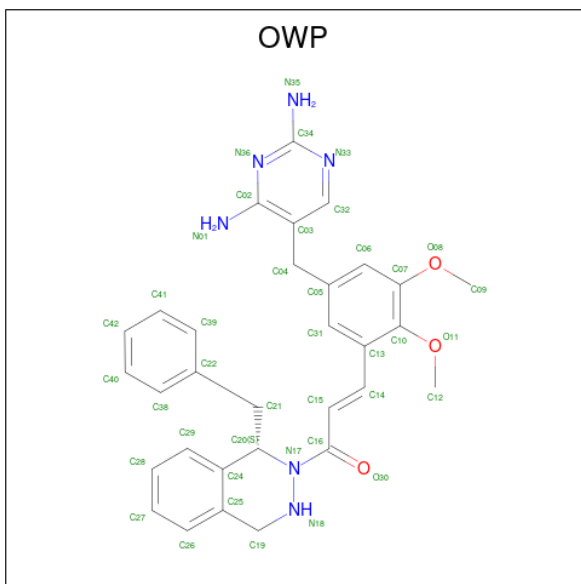 OWP
N35
NH₂
C34
N36
N33
N
N
C02
C32
H₂N
C03
N01
C06
O08
C04
C07
O
C05
C09
C41
C39
O11
C42
C31
C10
O
C13
C22
C40
C15
C14
C12
C38
C21
C16
C20(S)
C29
N17
O
C24
N
O30
C28
C25
NH
C27
N18
C26
C19